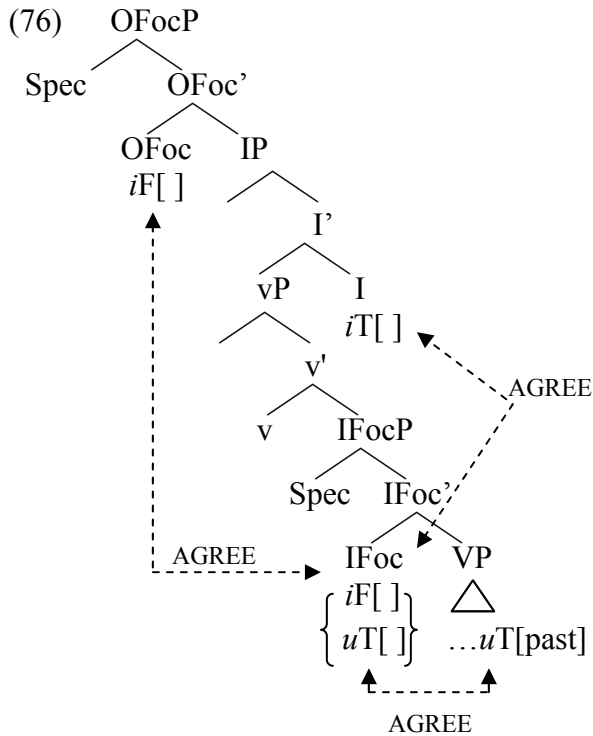 (76) OFocP
Spec OFoc’
OFoc IP
iF[ ]
I’
vP I
iT[ ]
v' AGREE
v IFocP
Spec IFoc’
AGREE IFoc VP
iF[ ]
uT[ ] …uT[past]
AGREE